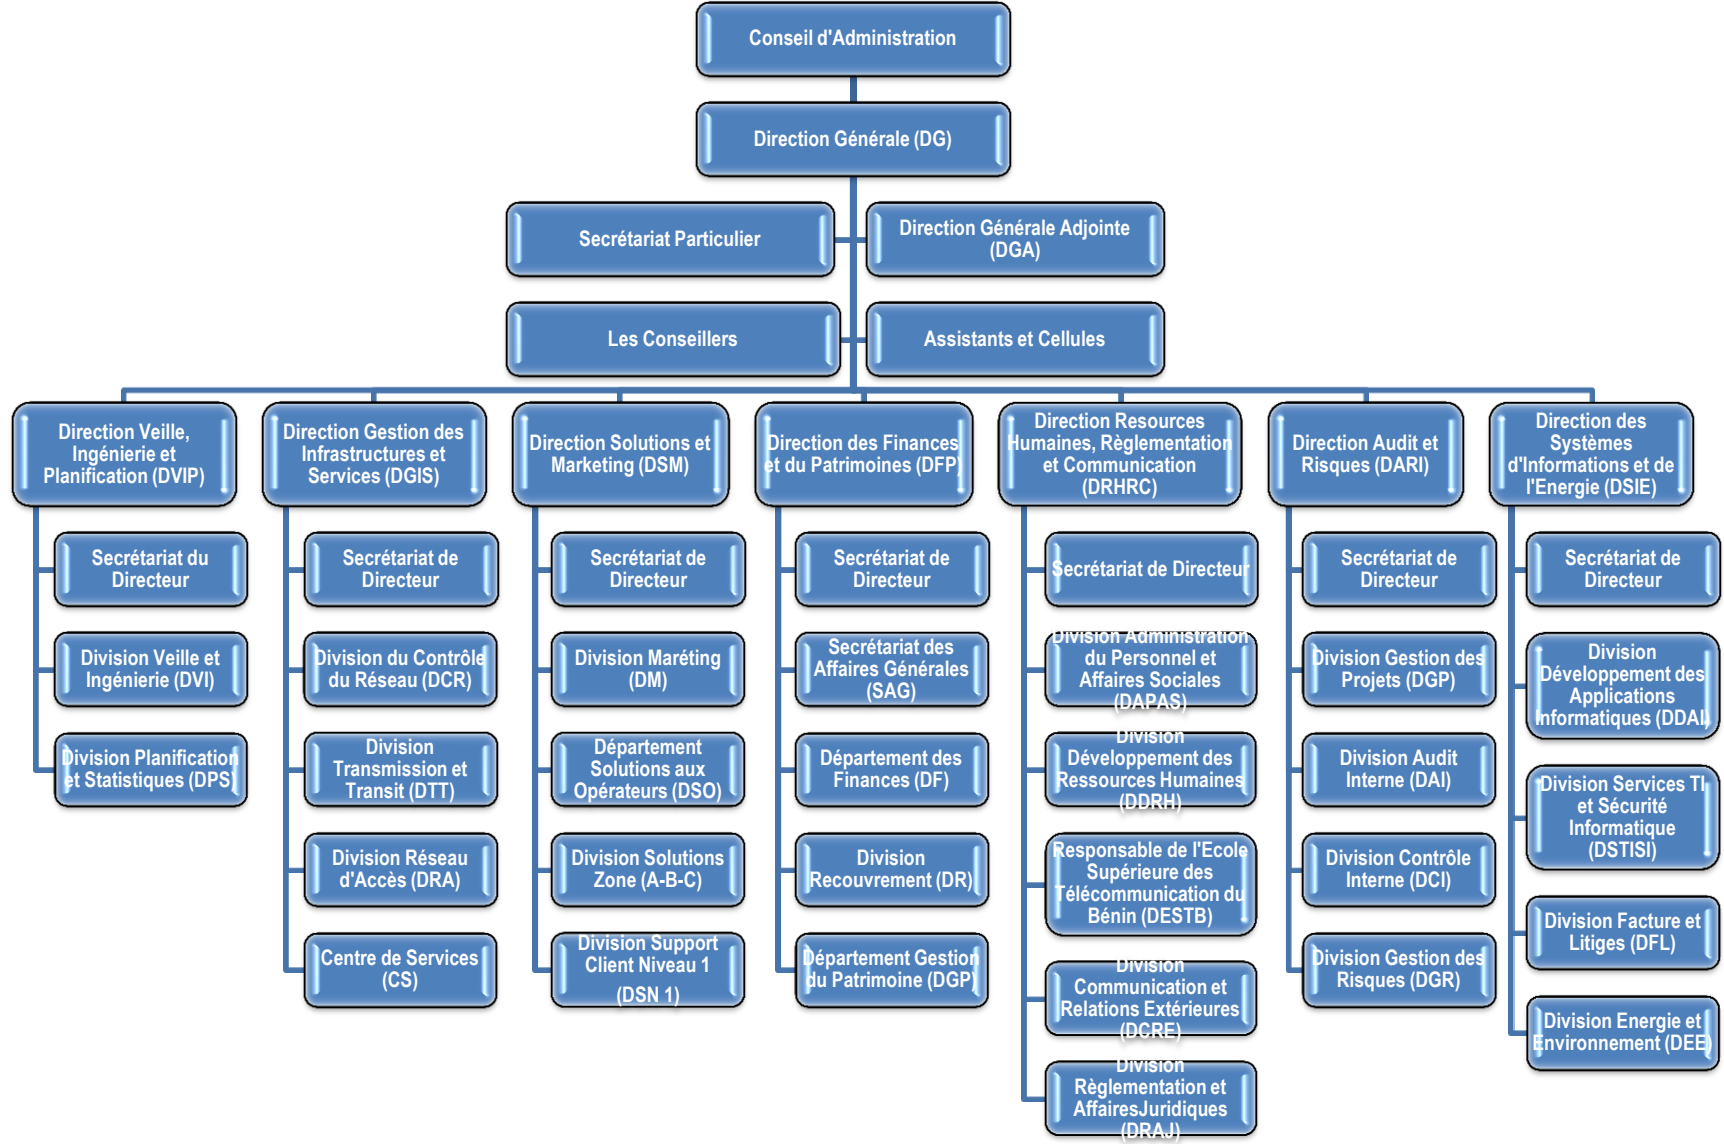 Conseil d'Administration
Direction Générale (DG)
Secrétariat Particulier
Direction Générale Adjointe
(DGA)
Les Conseillers
Assistants et Cellules
Direction Veille,
Ingénierie et
Planification (DVIP)
Secrétariat du
Directeur
Division Veille et
Ingénierie (DVI)
Division Planification
et Statistiques (DPS)
Direction Gestion des
Infrastructures et
Services (DGIS)
Secrétariat de
Directeur
Division du Contrôle
du Réseau (DCR)
Division
Transmission et
Transit (DTT)
Division Réseau
d'Accès (DRA)
Centre de Services
(CS)
Direction Solutions et
Marketing (DSM)
Secrétariat de
Directeur
Division Maréting
(DM)
Département
Solutions aux
Opérateurs (DSO)
Division Solutions
Zone (A-B-C)
Division Support
Client Niveau 1
(DSN 1)
Direction des Finances
et du Patrimoines (DFP)
Secrétariat de
Directeur
Secrétariat des
Affaires Générales
(SAG)
Département des
Finances (DF)
Division
Recouvrement (DR)
Département Gestion
du Patrimoine (DGP)
Direction Resources
Humaines, Règlementation
et Communication
(DRHRC)
Secrétariat de Directeur
Division Administration
du Personnel et
Affaires Sociales
(DAPAS)
Division
Développement des
Ressources Humaines
(DDRH)
Responsable de l'Ecole
Supérieure des
Télécommunication du
Bénin (DESTB)
Division
Communication et
Relations Extérieures
(DCRE)
Division
Règlementation et
AffairesJuridiques
(DRAJ)
Direction Audit et
Risques (DARI)
Secrétariat de
Directeur
Division Gestion des
Projets (DGP)
Division Audit
Interne (DAI)
Division Contrôle
Interne (DCI)
Division Gestion des
Risques (DGR)
Direction des
Systèmes
d'Informations et de
l'Energie (DSIE)
Secrétariat de
Directeur
Division
Développement des
Applications
Informatiques (DDAI)
Division Services TI
et Sécurité
Informatique
(DSTISI)
Division Facture et
Litiges (DFL)
Division Energie et
Environnement (DEE)